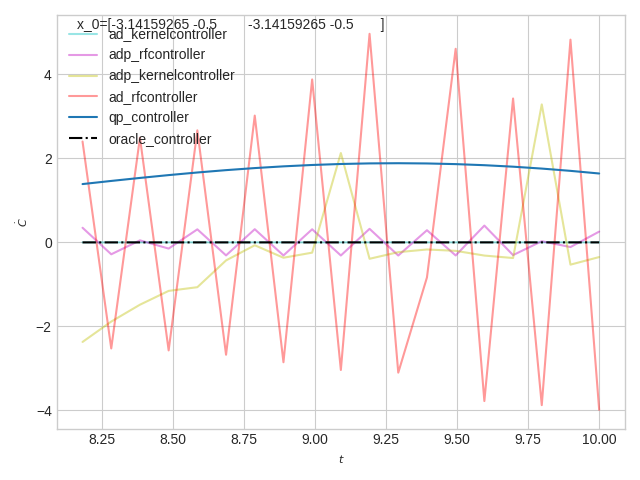 x_0=[-3.14159265 -0.5 -3.14159265 -0.5 ]
ad_kernelcontroller
adp_rfcontroller
adp_kernelcontroller
ad_rfcontroller
qp_controller
oracle_controller
4
2
0
−2
−4
Ċ
8.25 8.50 8.75 9.00 9.25 9.50 9.75 10.00
t